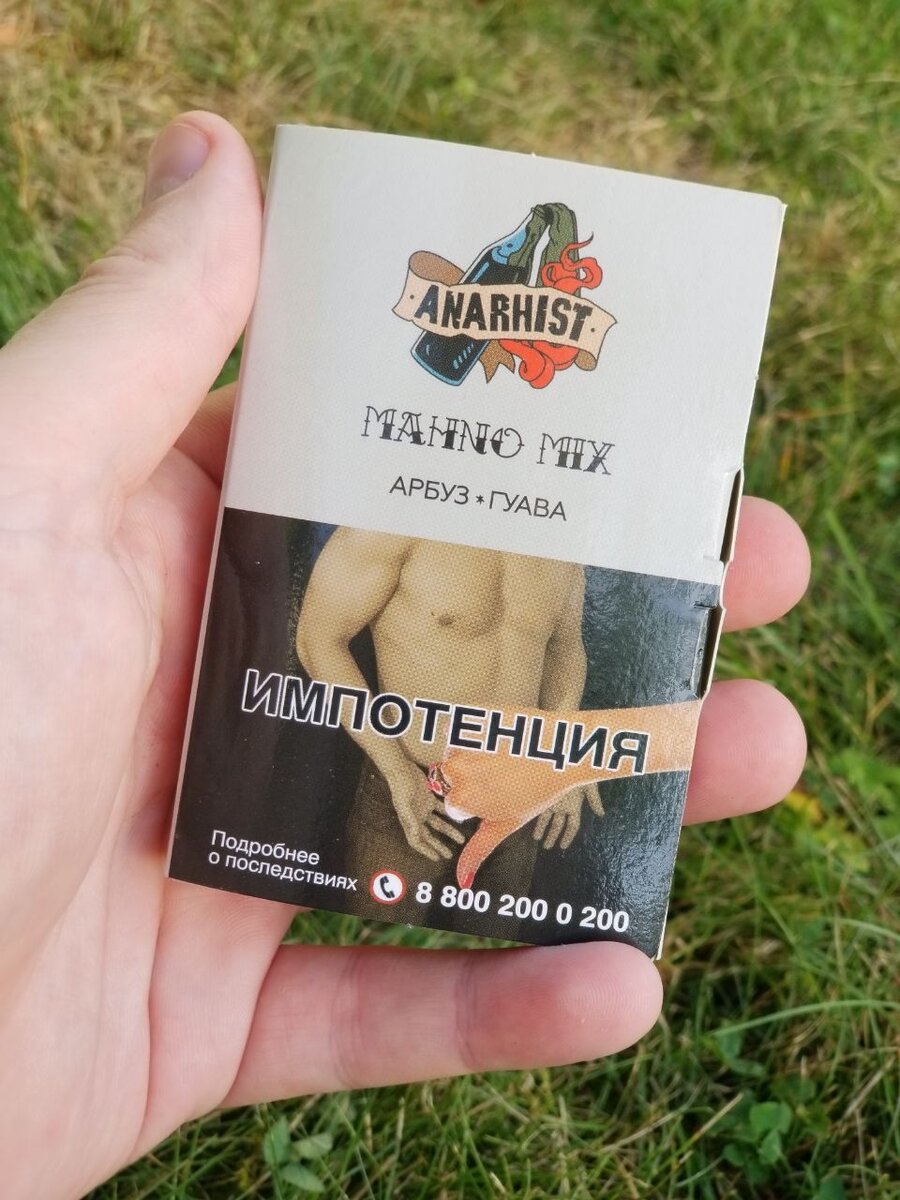 ·ANARHIST·
MAHNO MIX
АРБУЗ*ГУАВА
ИМПОТЕНЦИЯ
Подробнее
о последствиях
8 800 200 0 200